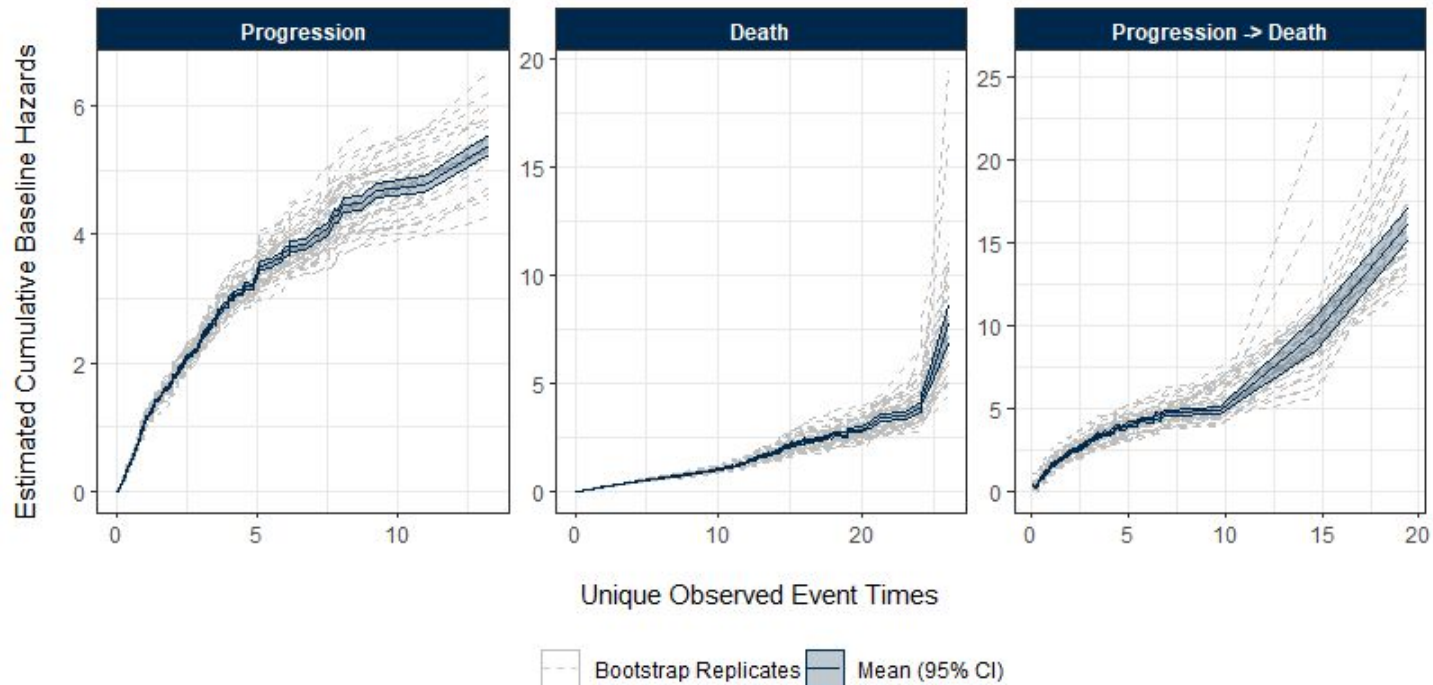 Progression
Death
Progression -> Death
Estimated Cumulative Baseline Hazards
6
4
2
0
0 5 10
20
15
10
5
0
0 10 20
25
20
15
10
5
0
0 5 10 15 20
Unique Observed Event Times
Bootstrap Replicates
Mean (95% CI)